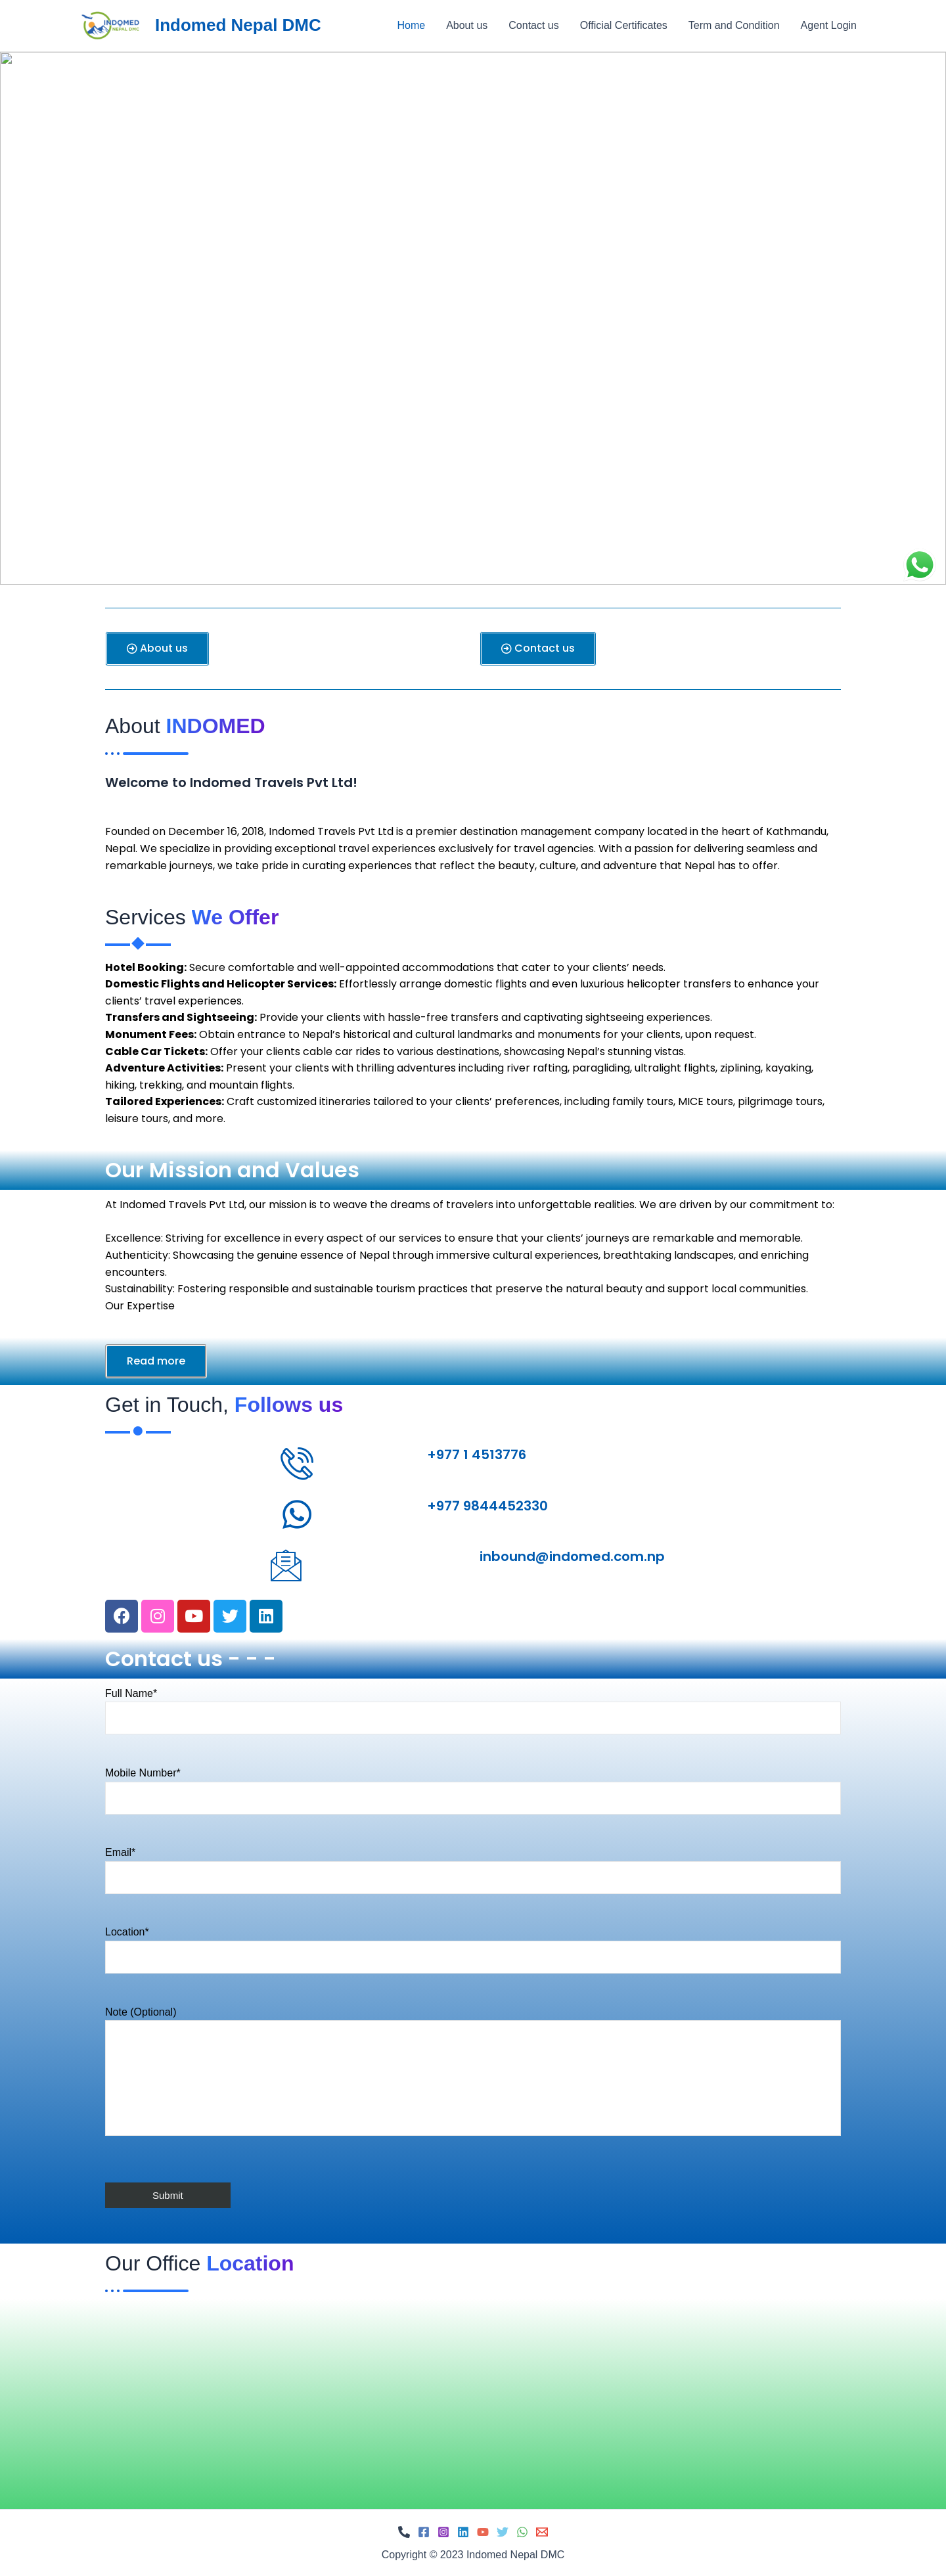 INDOMED
NEPAL DMC
Indomed Nepal DMC
Home
About us
Contact us
Official Certificates
Term and Condition
Agent Login
About us
Contact us
About INDOMED
Welcome to Indomed Travels Pvt Ltd!
Founded on December 16, 2018, Indomed Travels Pvt Ltd is a premier destination management company located in the heart of Kathmandu,
Nepal. We specialize in providing exceptional travel experiences exclusively for travel agencies. With a passion for delivering seamless and
remarkable journeys, we take pride in curating experiences that reflect the beauty, culture, and adventure that Nepal has to offer.
Services We Offer
Hotel Booking: Secure comfortable and well-appointed accommodations that cater to your clients’ needs.
Domestic Flights and Helicopter Services: Effortlessly arrange domestic flights and even luxurious helicopter transfers to enhance your
clients’ travel experiences.
Transfers and Sightseeing: Provide your clients with hassle-free transfers and captivating sightseeing experiences.
Monument Fees: Obtain entrance to Nepal’s historical and cultural landmarks and monuments for your clients, upon request.
Cable Car Tickets: Offer your clients cable car rides to various destinations, showcasing Nepal’s stunning vistas.
Adventure Activities: Present your clients with thrilling adventures including river rafting, paragliding, ultralight flights, ziplining, kayaking,
hiking, trekking, and mountain flights.
Tailored Experiences: Craft customized itineraries tailored to your clients’ preferences, including family tours, MICE tours, pilgrimage tours,
leisure tours, and more.
Our Mission and Values
At Indomed Travels Pvt Ltd, our mission is to weave the dreams of travelers into unforgettable realities. We are driven by our commitment to:
Excellence: Striving for excellence in every aspect of our services to ensure that your clients’ journeys are remarkable and memorable.
Authenticity: Showcasing the genuine essence of Nepal through immersive cultural experiences, breathtaking landscapes, and enriching
encounters.
Sustainability: Fostering responsible and sustainable tourism practices that preserve the natural beauty and support local communities.
Our Expertise
Read more
Get in Touch, Follows us
+977 1 4513776
+977 9844452330
inbound@indomed.com.np
Contact us - - -
Full Name*
Mobile Number*
Email*
Location*
Note (Optional)
Submit
Our Office Location
Copyright © 2023 Indomed Nepal DMC